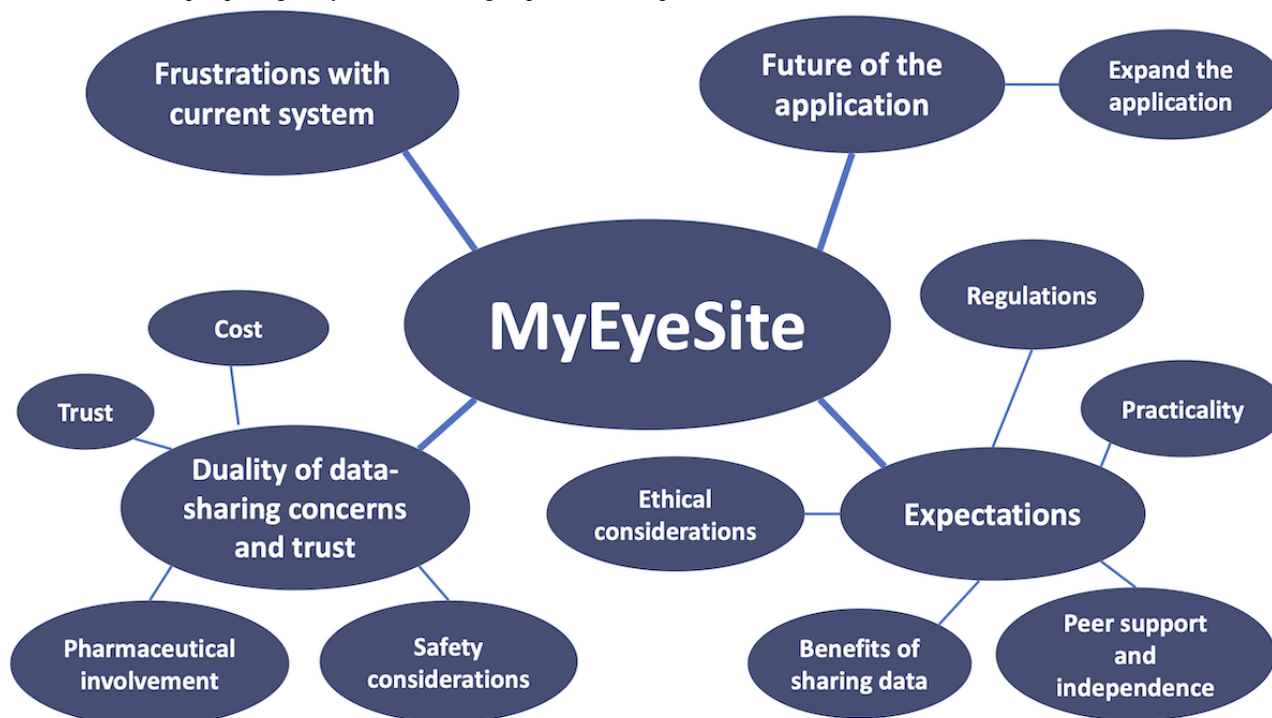 Frustrations with
current system
Future of the
application
Expand the
application
MyEyeSite
Regulations
Cost
Trust
Practicality
Duality of data-
sharing concerns
and trust
Ethical
considerations
Expectations
Pharmaceutical
involvement
Safety
considerations
Benefits of
sharing data
Peer support
and
independence